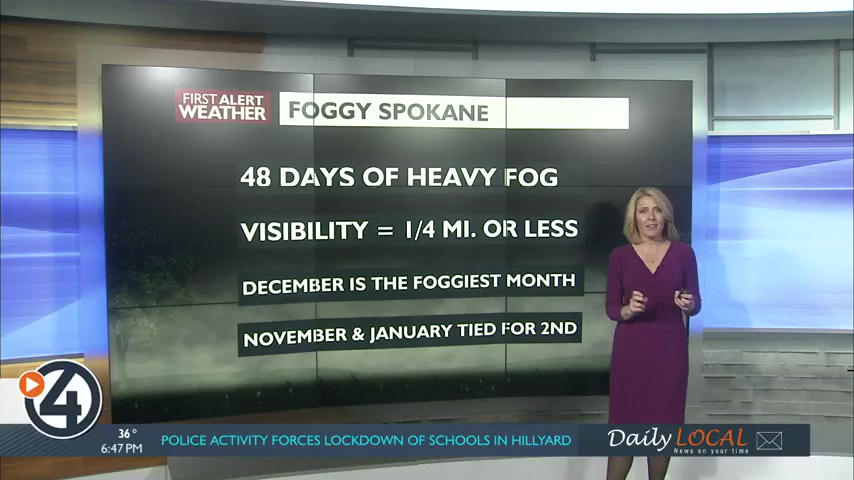 FIRST ALERT
WEATHER
FOGGY SPOKANE
48 DAYS OF HEAVY FOG
VISIBILITY = 1/4 MI. OR LESS
DECEMBER IS THE FOGGIEST MONTH
NOVEMBER & JANUARY TIED FOR 2ND
4
36°
6:47 PM
POLICE ACTIVITY FORCES LOCKDOWN OF SCHOOLS IN HILLYARD
Daily LOCAL
News on your time